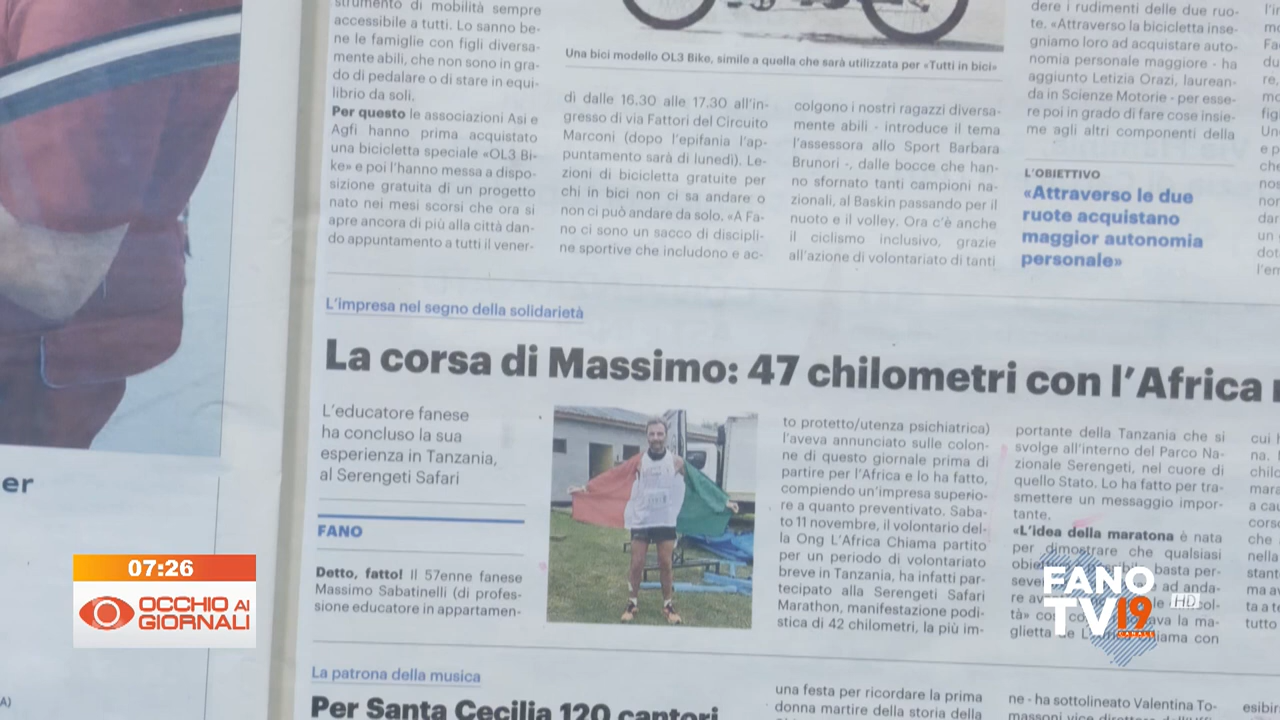 strumento di mobilità sempre
accessibile a tutti. Lo sanno be-
ne le famiglie con figli diversa-
mente abili, che non sono in gra-
do di pedalare o di stare in equi-
librio da soli.
Per questo le associazioni Asi e
Agfi hanno prima acquistato
una bicicletta speciale «OL3 Bi-
ke» e poi l'hanno messa a dispo-
sizione gratuita di un progetto
nato nei mesi scorsi che ora si
apre ancora di più alla città dan-
do appuntamento a tutti il vener-
Una bici modello OL3 Bike, simile a quella che sarà utilizzata per «Tutti in bici»
dì dalle 16.30 alle 17.30 all'in-
gresso di via Fattori del Circuito
Marconi (dopo l'epifania l'ap-
puntamento sarà di lunedì). Le-
zioni di bicicletta gratuite per
chi in bici non ci sa andare o
non ci può andare da solo. «A Fa-
no ci sono un sacco di discipli-
ne sportive che includono e ac-
colgono i nostri ragazzi diversa-
mente abili - introduce il tema
l'assessora allo Sport Barbara
Brunori -, dalle bocce che han-
no sfornato tanti campioni na-
zionali, al Baskin passando per il
nuoto e il volley. Ora c'è anche
il ciclismo inclusivo, grazie
all'azione di volontariato di tanti
dere i rudimenti delle due ruo-
te. «Attraverso la bicicletta inse-
gniamo loro ad acquistare auto-
nomia personale maggiore - ha
aggiunto Letizia Orazi, laurean-
da in Scienze Motorie - per esse-
re poi in grado di fare cose insie-
me agli altri componenti della
L'OBIETTIVO
«Attraverso le due
ruote acquistano
maggior autonomia
personale»
L'impresa nel segno della solidarietà
La corsa di Massimo: 47 chilometri con l'Africa
L'educatore fanese
ha concluso la sua
esperienza in Tanzania,
al Serengeti Safari
FANO
Detto, fatto! Il 57enne fanese
Massimo Sabatinelli (di profes-
sione educatore in appartamen-
to protetto/utenza psichiatrica)
l'aveva annunciato sulle colon-
ne di questo giornale prima di
partire per l'Africa e lo ha fatto,
compiendo un'impresa superio-
re a quanto preventivato. Saba-
to 11 novembre, il volontario del-
la Ong L'Africa Chiama partito
per un periodo di volontariato
breve in Tanzania, ha infatti par-
tecipato alla Serengeti Safari
Marathon, manifestazione podi-
stica di 42 chilometri, la più im-
portante della Tanzania che si
svolge all'interno del Parco Na-
zionale Serengeti, nel cuore di
quello Stato. Lo ha fatto per tra-
smettere un messaggio impor-
tante.
«L'idea della maratona è nata
per dimostrare che qualsiasi
basta per-
ad anda-
ava la ma-
glietta
iama con
La patrona della musica
Per Santa Cecilia 120 cantori
una festa per ricordare la prima
donna martire della storia della
ne - ha sottolineato Valentina To-
er
07:26
OCCHIO AI
GIORNALI
FANO
TV19 HD
CANALE